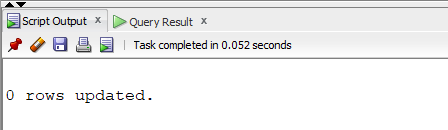 Script Output x Query Result x
Task completed in 0.052 seconds
0 rows updated.